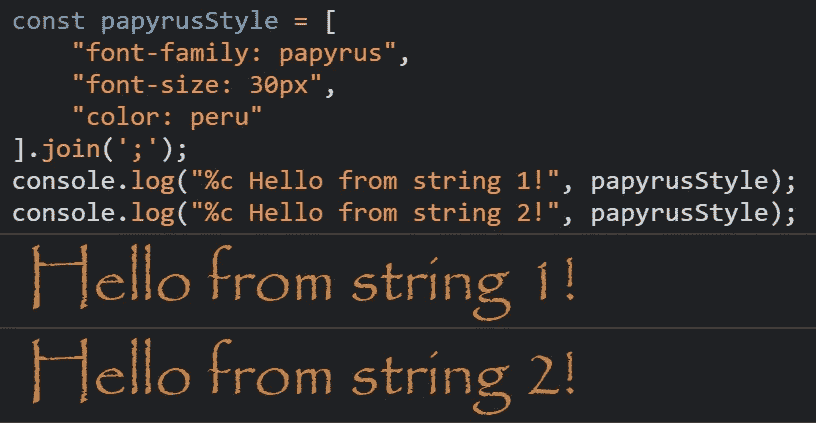 const papyrusStyle = [
    "font-family: papyrus",
    "font-size: 30px",
    "color: peru"
].join(';');
console.log("%c Hello from string 1!", papyrusStyle);
console.log("%c Hello from string 2!", papyrusStyle);
Hello from string 1!
Hello from string 2!